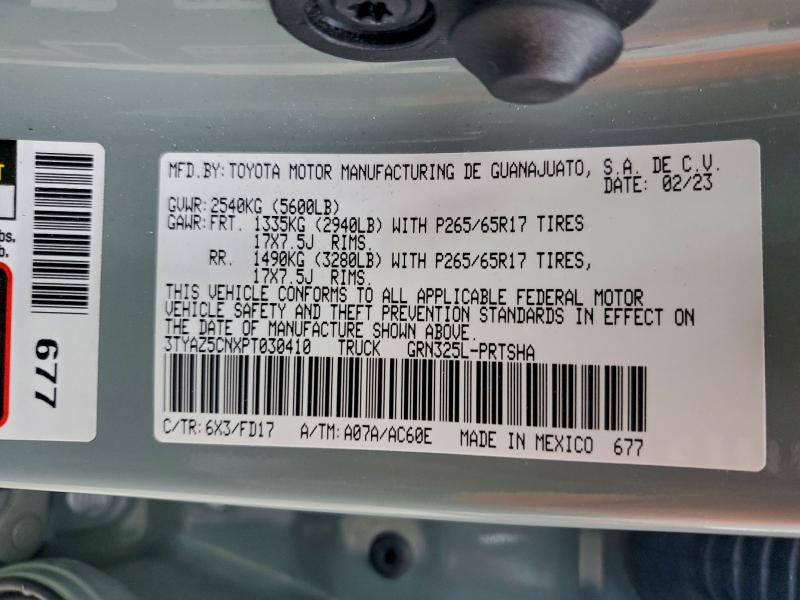 MFD.BY: TOYOTA MOTOR MANUFACTURING DE GUANAJUATO, S.A. DE C.V.
DATE: 02/23
GVWR: 2540KG (5600LB)
GAWR: FRT. 1335KG (2940LB) WITH P265/65R17 TIRES
17X7.5J RIMS.
RR. 1490KG (3280LB) WITH P265/65R17 TIRES,
17X7.5J RIMS.
THIS VEHICLE CONFORMS TO ALL APPLICABLE FEDERAL MOTOR
VEHICLE SAFETY AND THEFT PREVENTION STANDARDS IN EFFECT ON
THE DATE OF MANUFACTURE SHOWN ABOVE.
3TYAZ5CNXPT030410 TRUCK GRN325L-PRTSHA
C/TR: 6X3/FD17 A/TM: A07A/AC60E MADE IN MEXICO 677
bs.
b.
677